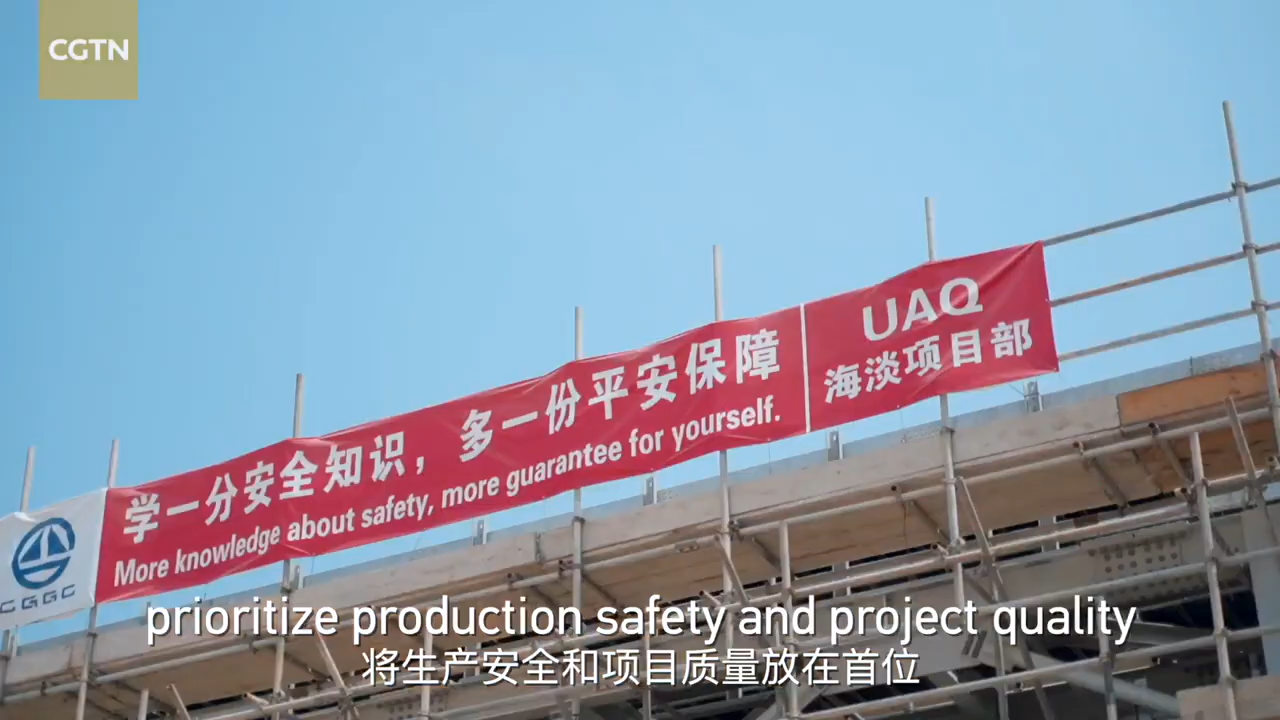 CGTN
学一分安全知识，多一份平安保障
More knowledge about safety, more guarantee for yourself.
UAQ
海淡项目部
CGGC
prioritize production safety and project quality
将生产安全和项目质量放在首位